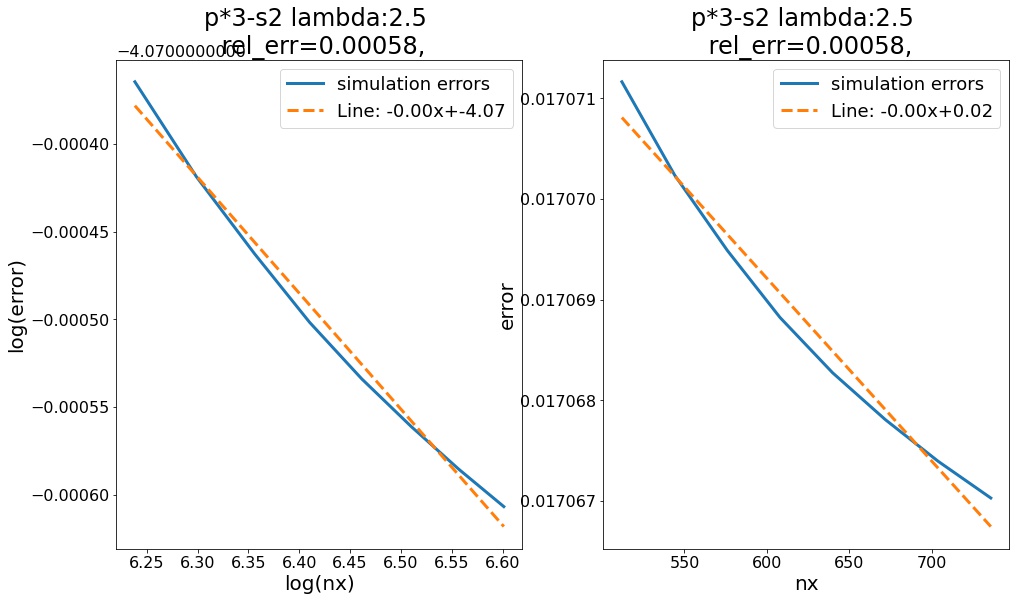 p*3-s2 lambda:2.5
rel_err=0.00058,
−4.0700000000
simulation errors
Line: -0.00x+-4.07
−0.00040
−0.00045
−0.00050
−0.00055
−0.00060
log(error)
6.25 6.30 6.35 6.40 6.45 6.50 6.55 6.60
log(nx)
p*3-s2 lambda:2.5
rel_err=0.00058,
simulation errors
Line: -0.00x+0.02
0.017071
0.017070
0.017069
0.017068
0.017067
error
550 600 650 700
nx